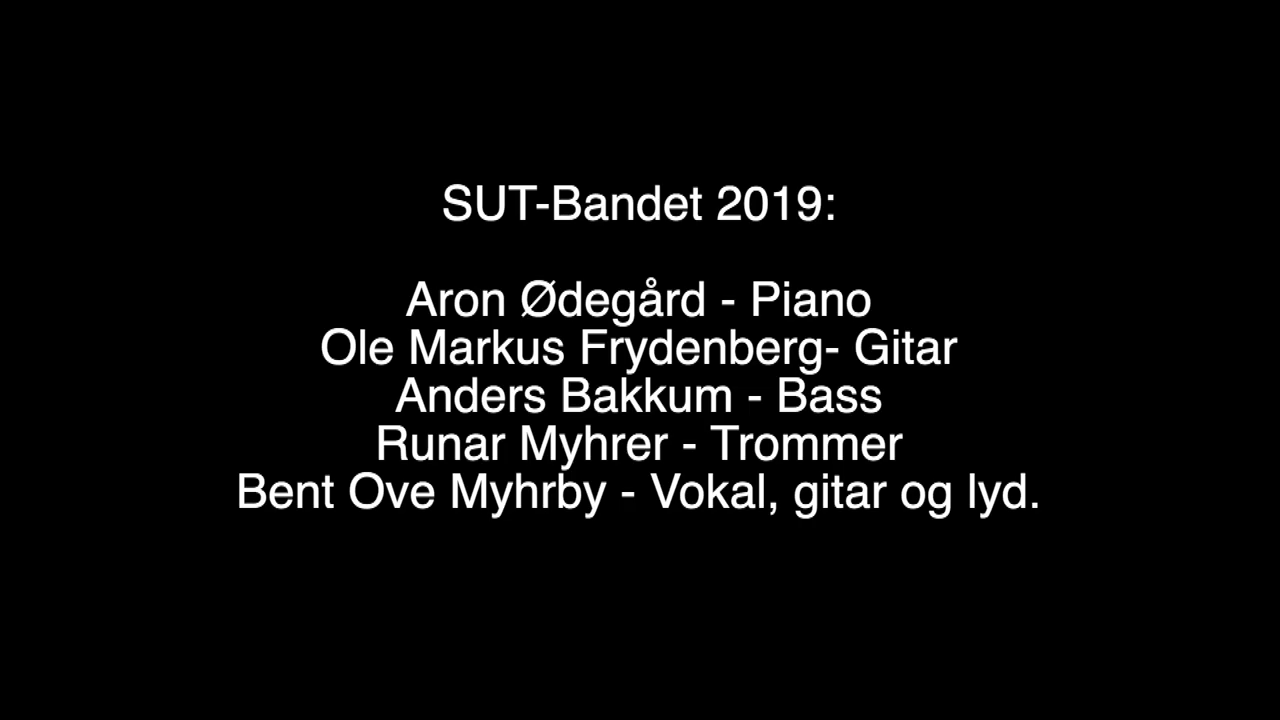 SUT-Bandet 2019:
Aron Ødegård - Piano
Ole Markus Frydenberg- Gitar
Anders Bakkum - Bass
Runar Myhrer - Trommer
Bent Ove Myhrby - Vokal, gitar og lyd.